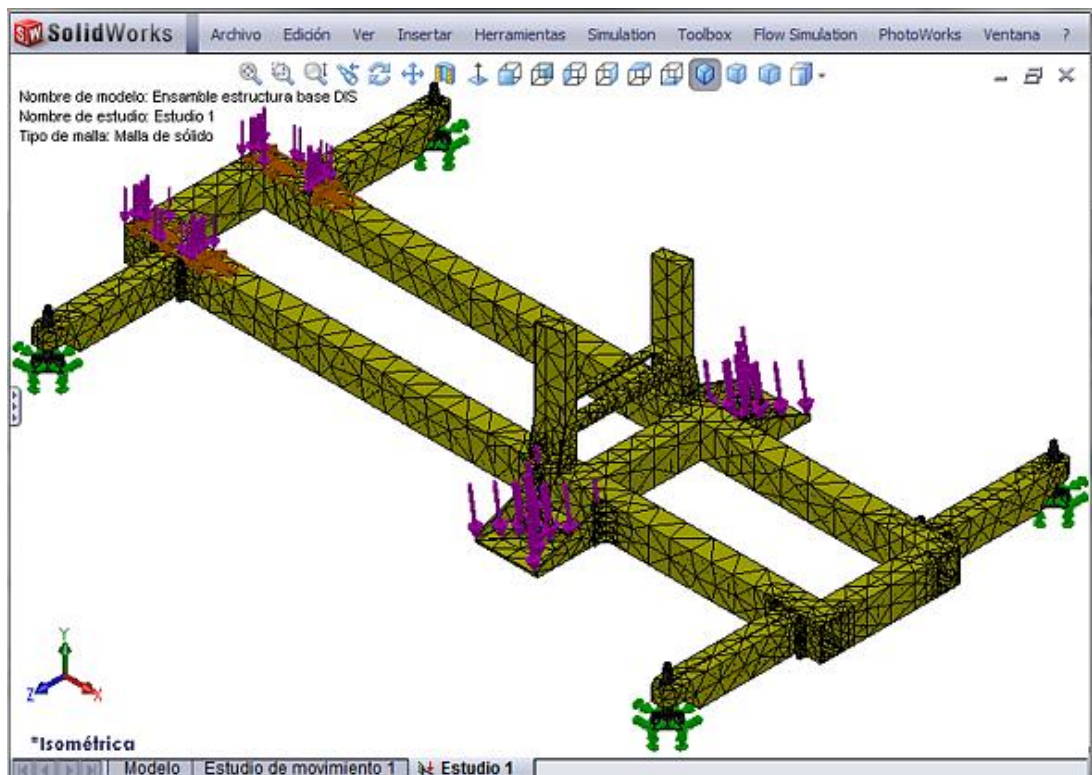 SolidWorks Archivo Edición Ver Insertar Herramientas Simulation Toolbox Flow Simulation PhotoWorks Ventana ?
Nombre de modelo: Ensamble estructura base DIS
Nombre de estudio: Estudio 1
Tipo de malla: Malla de sólido
Y
Z X
*Isométrica
Modelo Estudio de movimiento 1 Estudio 1